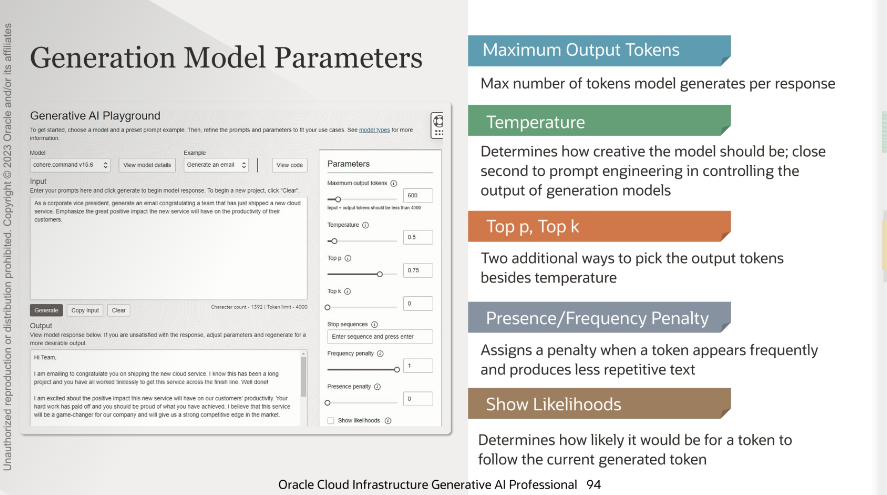 Unauthorized reproduction or distribution prohibited. Copyright © 2023 Oracle and/or its affiliates
Generation Model Parameters
Generative AI Playground
To get started, choose a model and a preset prompt example. Then, refine the prompts and parameters to fit your use cases. See model types for more
information.
Model
Example
cohere.command v15.6
View model details
Generate an email
View code
Input
Enter your prompts here and click generate to begin model response. To begin a new project, click "Clear".
As a corporate vice president, generate an email congratulating a team that has just shipped a new cloud
service. Emphasize the great positive impact the new service will have on the productivity of their
customers.
Generate
Copy input
Clear
Character count - 1392 | Token limit - 4000
Output
View model response below. If you are unsatisfied with the response, adjust parameters and regenerate for a
more desirable output.
Hi Team,
I am emailing to congratulate you on shipping the new cloud service. I know this has been a long
project and you have all worked tirelessly to get this service across the finish line. Well done!
I am excited about the positive impact this new service will have on our customers' productivity. Your
hard work has paid off and you should be proud of what you have achieved. I believe that this service
will be a game-changer for our company and will give us a strong competitive edge in the market.
Parameters
Maximum output tokens
600
Input + output tokens should be less than 4000
Temperature
0.5
Top p
0.75
Top k
0
Stop sequences
Enter sequence and press enter
Frequency penalty
1
Presence penalty
0
Show likelihoods
Maximum Output Tokens
Max number of tokens model generates per response
Temperature
Determines how creative the model should be; close
second to prompt engineering in controlling the
output of generation models
Top p, Top k
Two additional ways to pick the output tokens
besides temperature
Presence/Frequency Penalty
Assigns a penalty when a token appears frequently
and produces less repetitive text
Show Likelihoods
Determines how likely it would be for a token to
follow the current generated token
Oracle Cloud Infrastructure Generative AI Professional 94